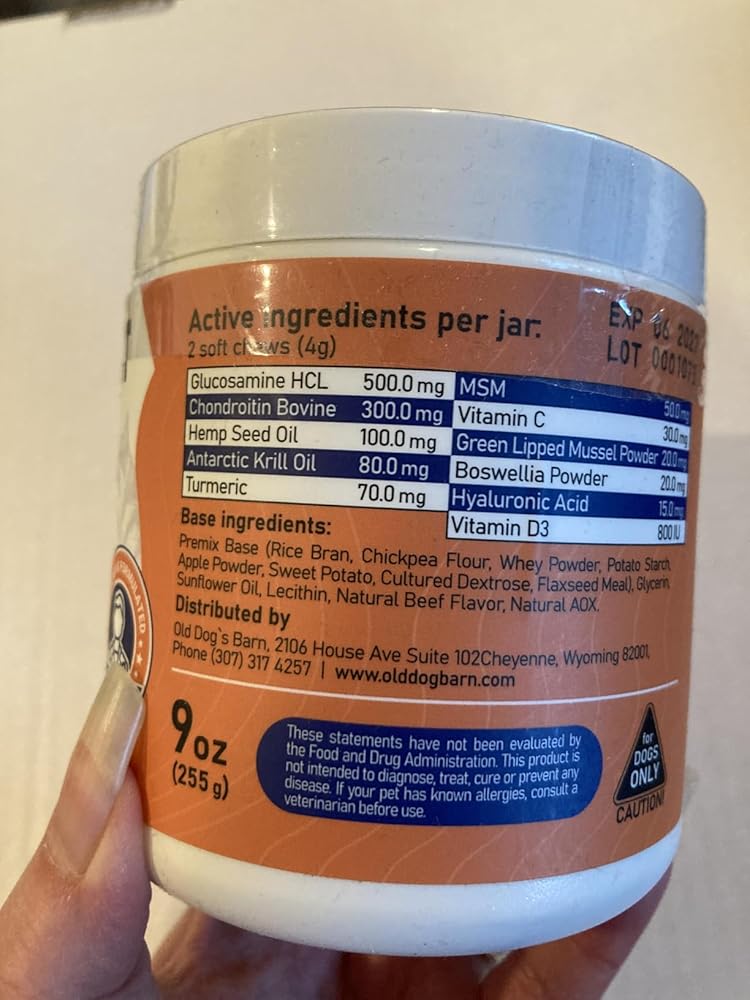 Active Ingredients per jar:
2 soft chews (4g)
EXP 06 202
LOT 000107
Glucosamine HCL 500.0 mg
Chondroitin Bovine 300.0 mg
Hemp Seed Oil 100.0 mg
Antarctic Krill Oil 80.0 mg
Turmeric 70.0 mg
MSM 50.0 mg
Vitamin C 30.0 mg
Green Lipped Mussel Powder 20.0 mg
Boswellia Powder 20.0 mg
Hyaluronic Acid 15.0 mg
Vitamin D3 800 IU
Base ingredients:
Premix Base (Rice Bran, Chickpea Flour, Whey Powder, Potato Starch,
Apple Powder, Sweet Potato, Cultured Dextrose, Flaxseed Meal), Glycerin,
Sunflower Oil, Lecithin, Natural Beef Flavor, Natural AOX.
Distributed by
Old Dog`s Barn, 2106 House Ave Suite 102Cheyenne, Wyoming 82001,
Phone (307) 317 4257 | www.olddogbarn.com
9oz
(255 g)
These statements have not been evaluated by
the Food and Drug Administration. This product is
not intended to diagnose, treat, cure or prevent any
disease. If your pet has known allergies, consult a
veterinarian before use.
for
DOGS
ONLY
CAUTION!